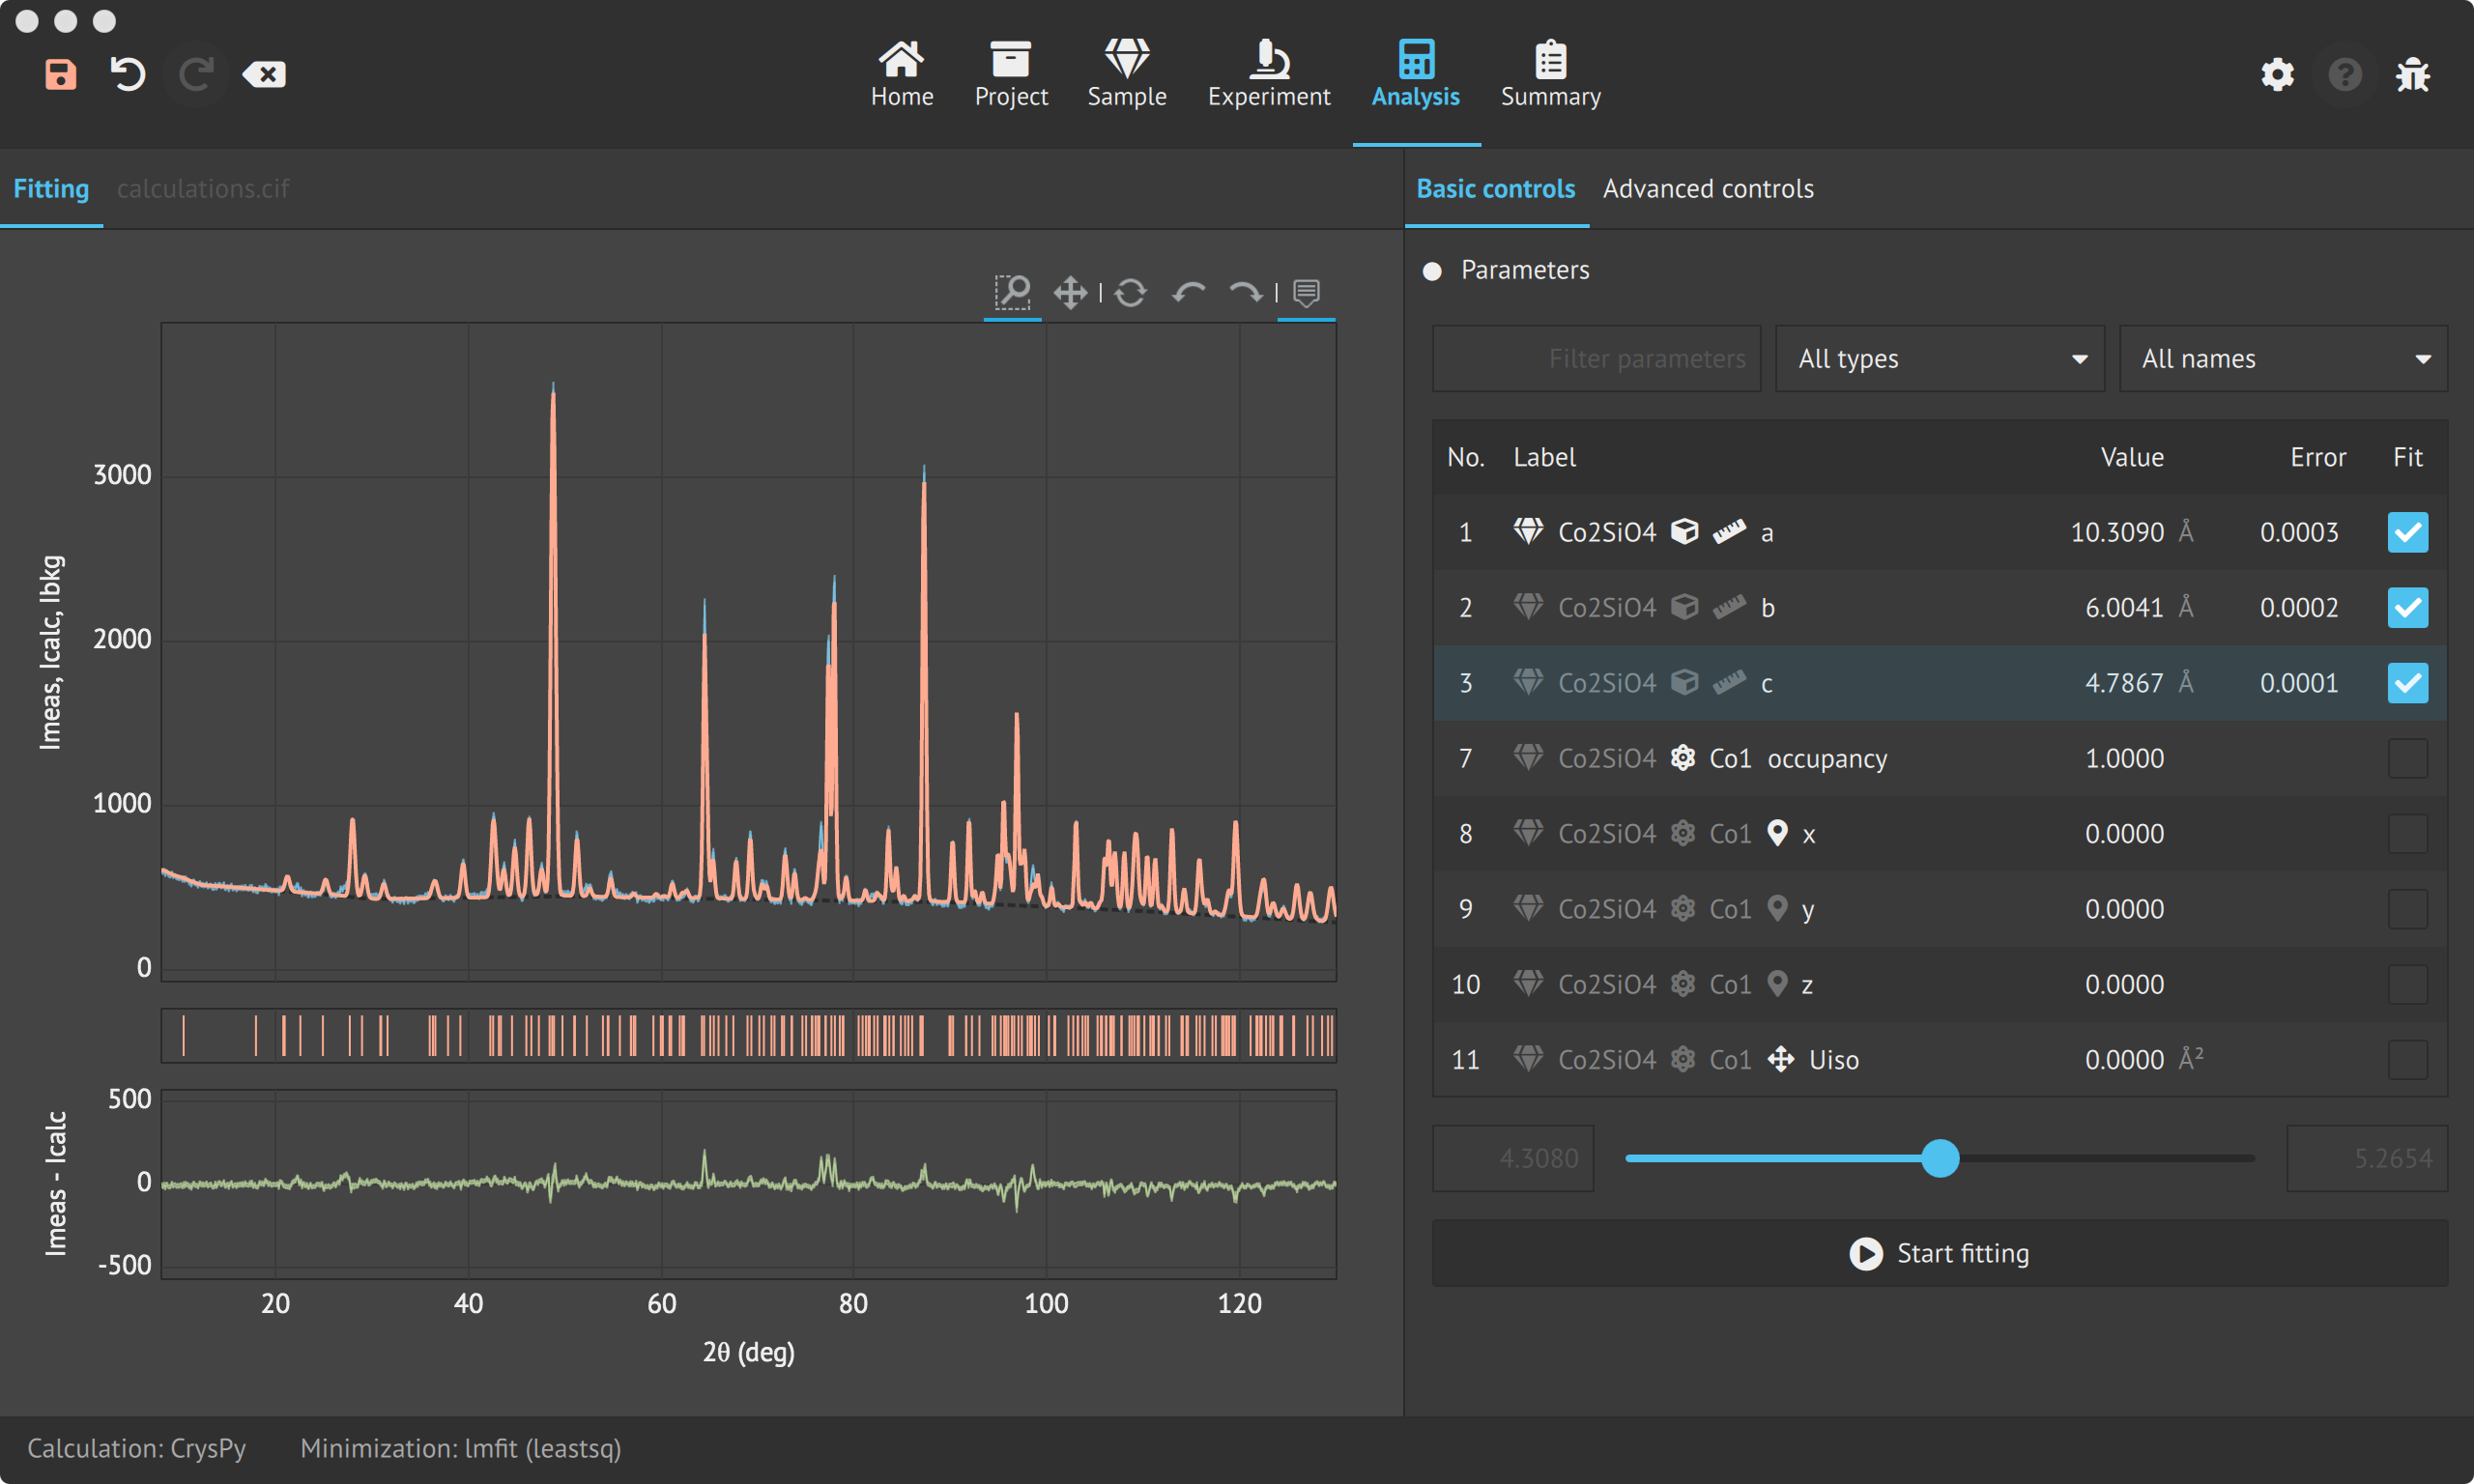 Home Project Sample Experiment Analysis Summary
Fitting calculations.cif
Basic controls Advanced controls
Parameters
Filter parameters All types All names
No. Label Value Error Fit
1 Co2SiO4 a 10.3090 Å 0.0003
2 Co2SiO4 b 6.0041 Å 0.0002
3 Co2SiO4 c 4.7867 Å 0.0001
7 Co2SiO4 Co1 occupancy 1.0000
8 Co2SiO4 Co1 x 0.0000
9 Co2SiO4 Co1 y 0.0000
10 Co2SiO4 Co1 z 0.0000
11 Co2SiO4 Co1 Uiso 0.0000 Å²
4.3080 5.2654
Start fitting
Imeas, Icalc, Ibkg
3000
2000
1000
0
Imeas - Icalc
500
0
-500
20 40 60 80 100 120
2θ (deg)
Calculation: CrysPy Minimization: lmfit (leastsq)